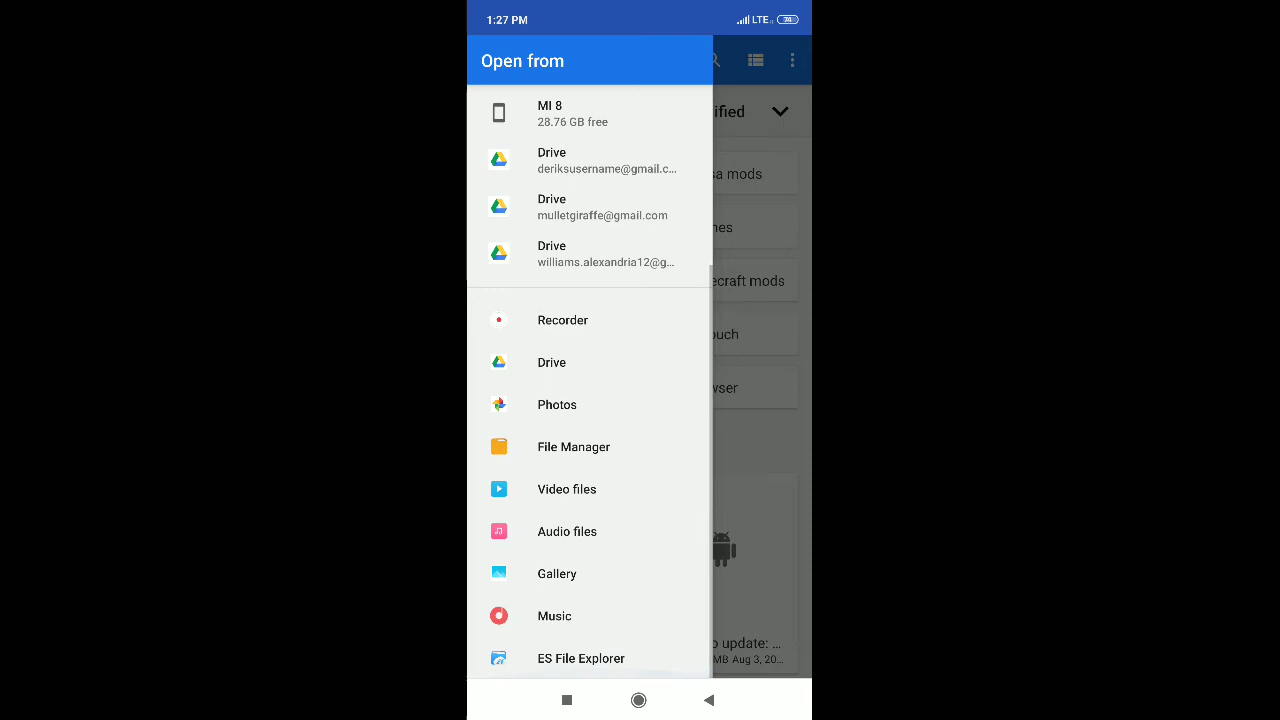 1:27 PM
LTE
Open from
MI 8
28.76 GB free
ified
Drive
deriksusername@gmail.c...
sa mods
Drive
mulletgiraffe@gmail.com
nes
Drive
williams.alexandria12@g...
ecraft mods
Recorder
ouch
Drive
wser
Photos
File Manager
Video files
Audio files
Gallery
Music
o update: ...
ES File Explorer
MB Aug 3, 20...